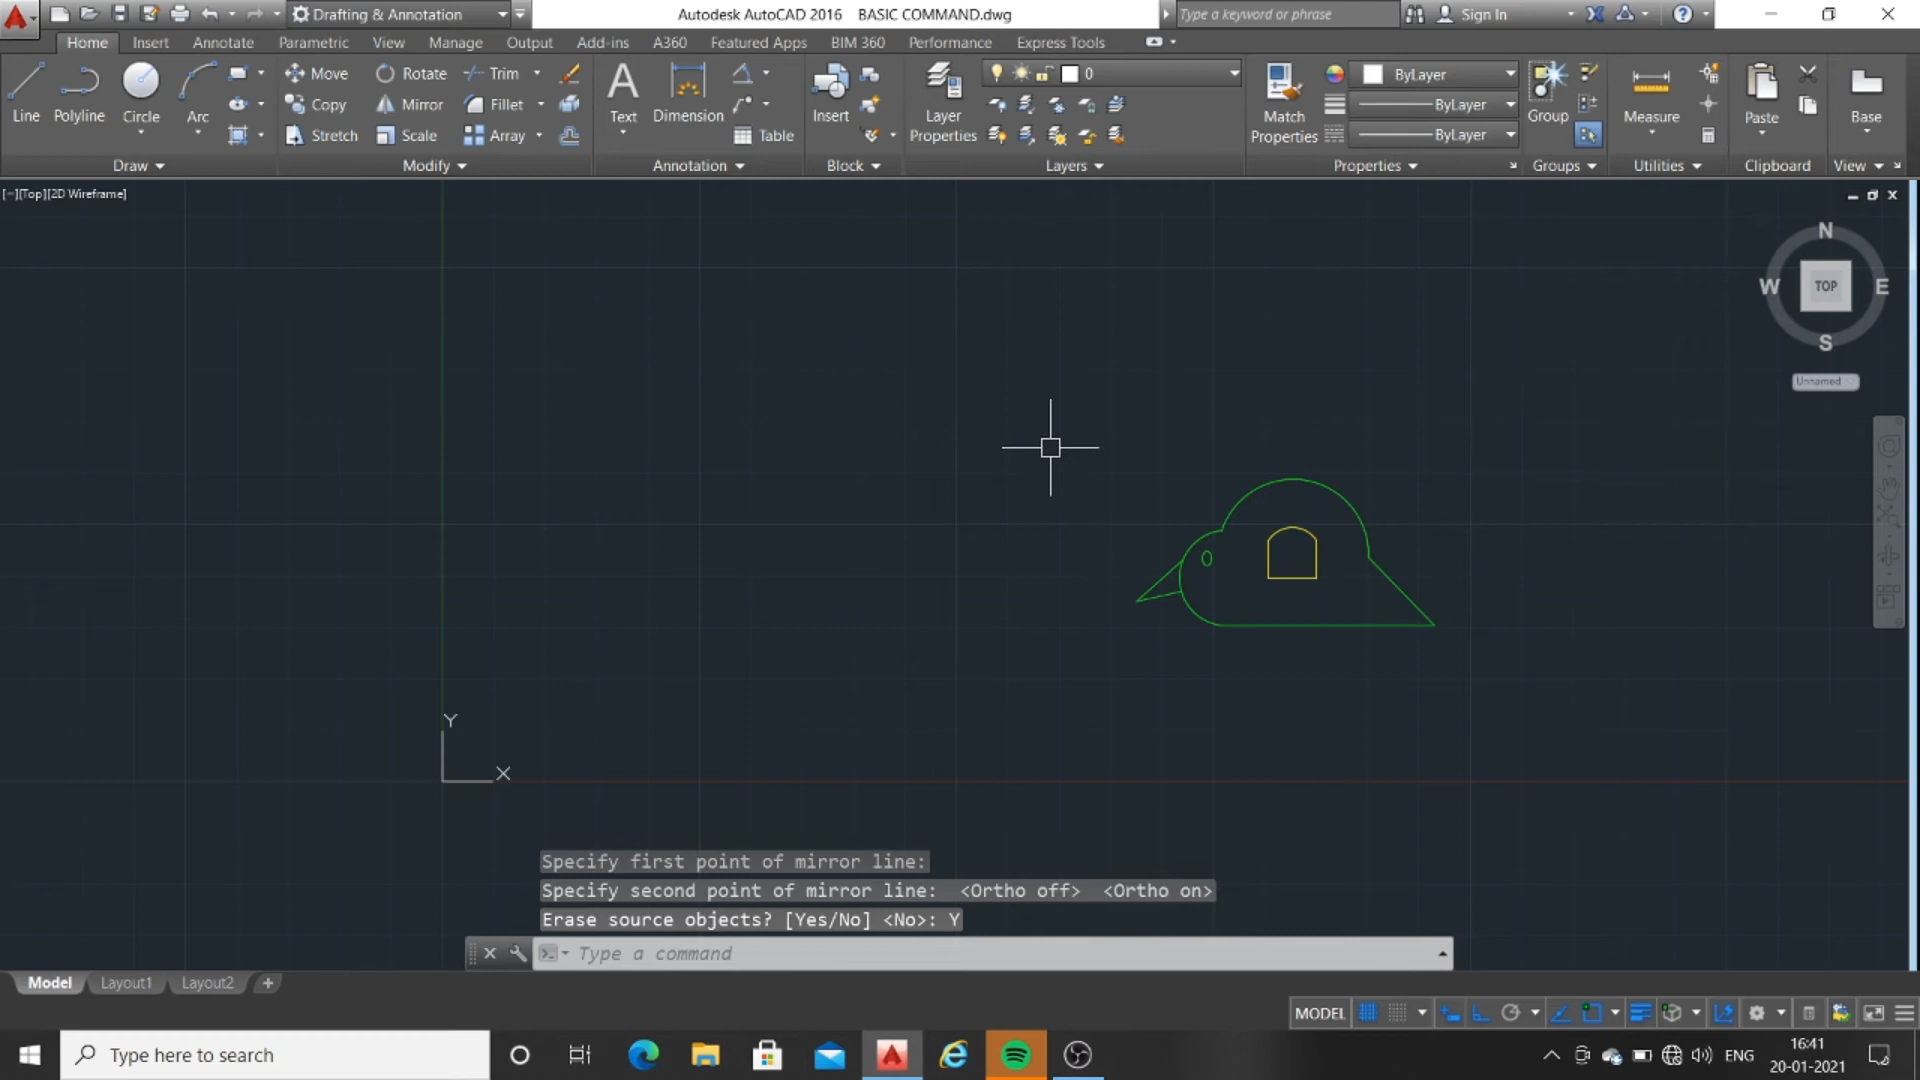 Drafting & Annotation
Autodesk AutoCAD 2016 BASIC COMMAND.dwg
Type a keyword or phrase
Sign In
Home Insert Annotate Parametric View Manage Output Add-ins A360 Featured Apps BIM 360 Performance Express Tools
Line Polyline Circle Arc
Move Rotate Trim
Copy Mirror Fillet
Stretch Scale Array
Text Dimension Table
Insert
Layer Properties
0
Match Properties
ByLayer
ByLayer
ByLayer
Group
Measure
Paste
Base
Draw Modify Annotation Block Layers Properties Groups Utilities Clipboard View
[−][Top][2D Wireframe]
N
W TOP E
S
Unnamed
Y
X
Specify first point of mirror line:
Specify second point of mirror line: <Ortho off> <Ortho on>
Erase source objects? [Yes/No] <No>: Y
Type a command
Model Layout1 Layout2 +
MODEL
Type here to search
ENG
16:41
20-01-2021